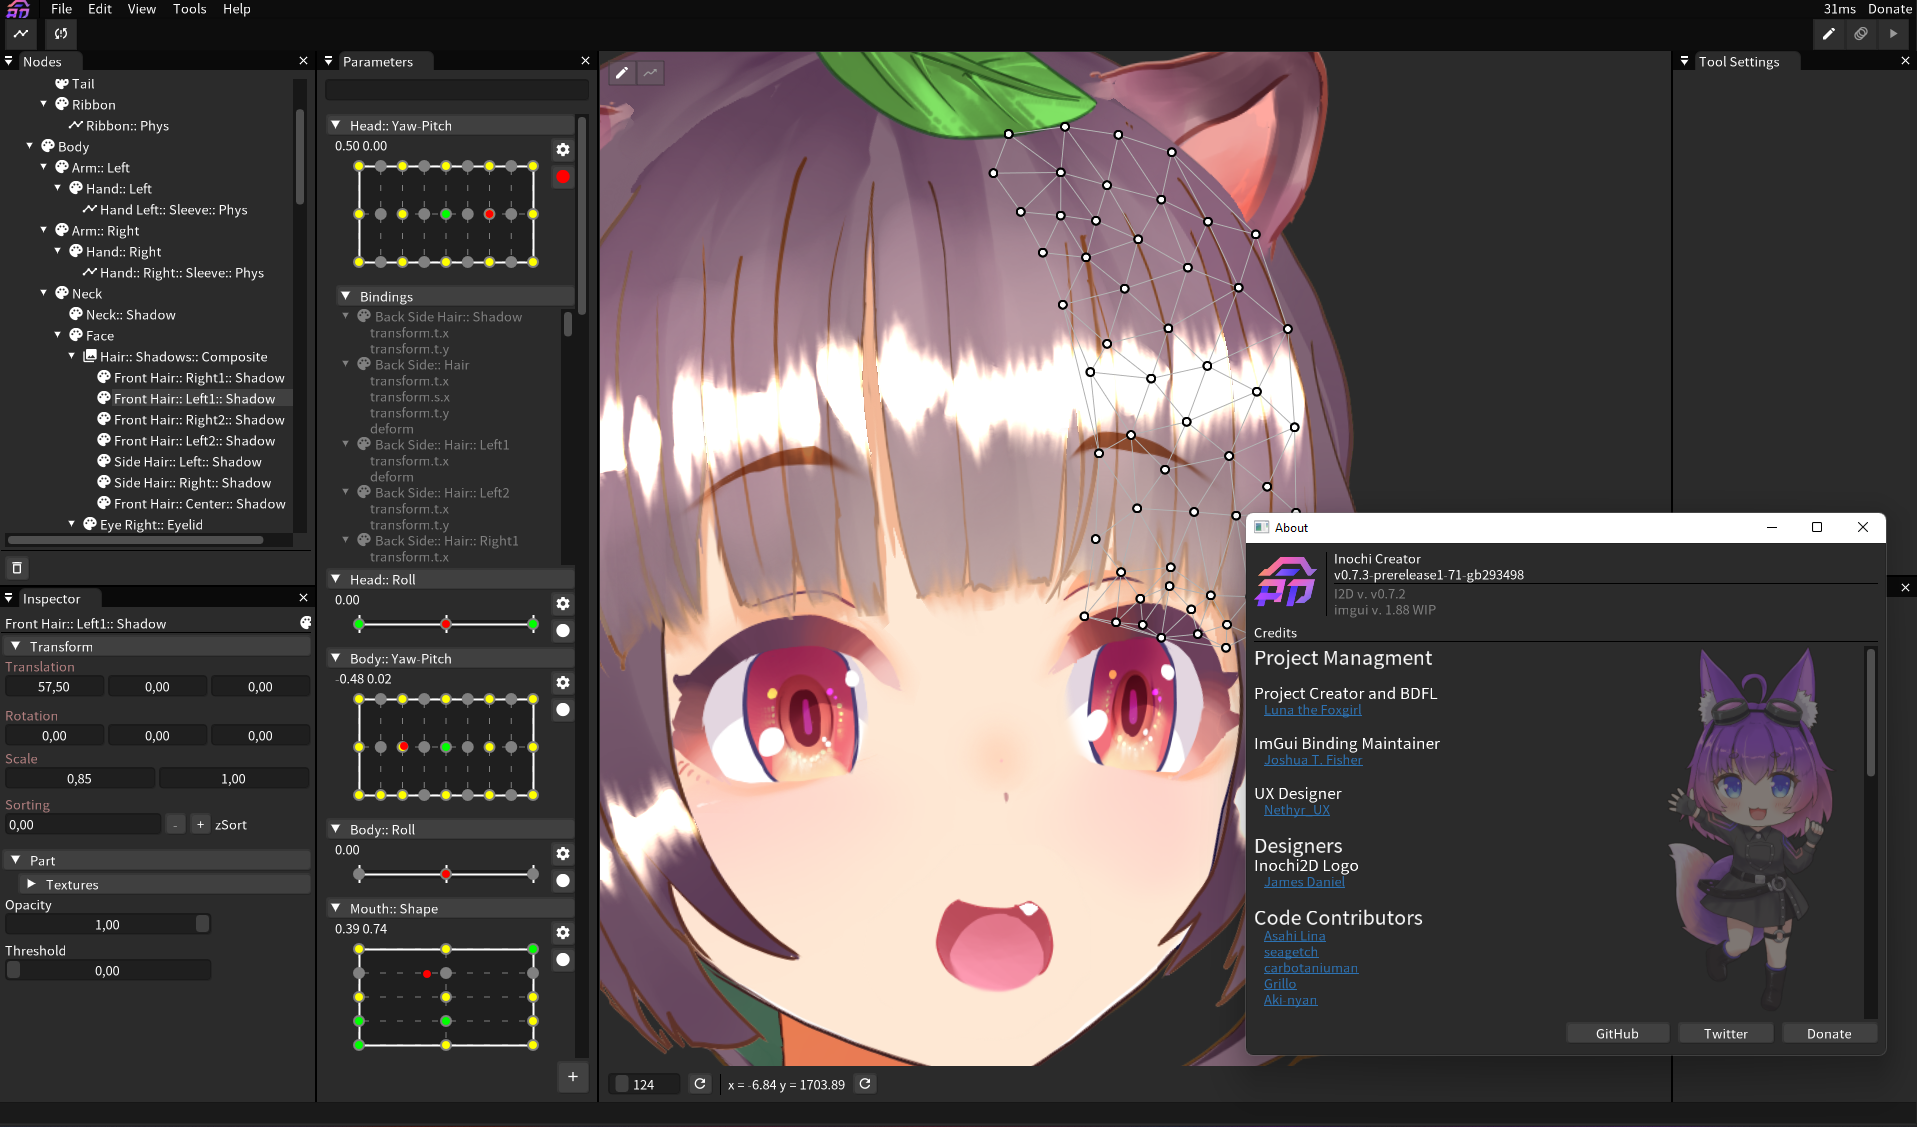 File Edit View Tools Help
31ms Donate
Nodes
Tail
Ribbon
Ribbon:: Phys
Body
Arm:: Left
Hand:: Left
Hand Left:: Sleeve:: Phys
Arm:: Right
Hand:: Right
Hand:: Right:: Sleeve:: Phys
Neck
Neck:: Shadow
Face
Hair:: Shadows:: Composite
Front Hair:: Right1:: Shadow
Front Hair:: Left1:: Shadow
Front Hair:: Right2:: Shadow
Front Hair:: Left2:: Shadow
Side Hair:: Left:: Shadow
Side Hair:: Right:: Shadow
Front Hair:: Center:: Shadow
Eye Right:: Eyelid
Inspector
Front Hair:: Left1:: Shadow
Transform
Translation
57,50 0,00 0,00
Rotation
0,00 0,00 0,00
Scale
0,85 1,00
Sorting
0,00 - + zSort
Part
Textures
Opacity
1,00
Threshold
0,00
Parameters
Head:: Yaw-Pitch
0.50 0.00
Bindings
Back Side Hair:: Shadow
transform.t.x
transform.t.y
Back Side:: Hair
transform.t.x
transform.s.x
transform.t.y
deform
Back Side:: Hair:: Left1
transform.t.x
deform
Back Side:: Hair:: Left2
transform.t.x
transform.t.y
Back Side:: Hair:: Right1
transform.t.x
Head:: Roll
0.00
Body:: Yaw-Pitch
-0.48 0.02
Body:: Roll
0.00
Mouth:: Shape
0.39 0.74
+
124
x = -6.84 y = 1703.89
Tool Settings
About
Inochi Creator
v0.7.3-prerelease1-71-gb293498
I2D v. v0.7.2
imgui v. 1.88 WIP
Credits
Project Managment
Project Creator and BDFL
Luna the Foxgirl
ImGui Binding Maintainer
Joshua T. Fisher
UX Designer
Nethyr_UX
Designers
Inochi2D Logo
James Daniel
Code Contributors
Asahi Lina
seagetch
carbotaniuman
Grillo
Aki-nyan
GitHub Twitter Donate